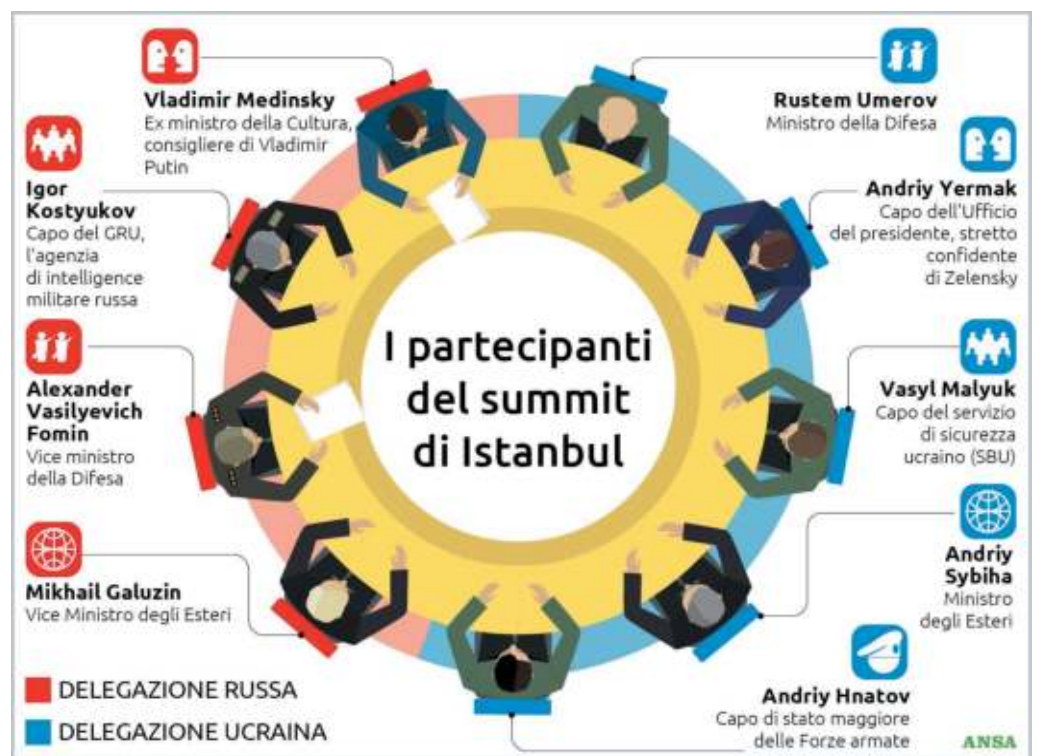 Vladimir Medinsky
Ex ministro della Cultura,
consigliere di Vladimir
Putin
Igor
Kostyukov
Capo del GRU,
l'agenzia
di intelligence
militare russa
Alexander
Vasilyevich
Fomin
Vice ministro
della Difesa
Mikhail Galuzin
Vice Ministro degli Esteri
DELEGAZIONE RUSSA
DELEGAZIONE UCRAINA
I partecipanti
del summit
di Istanbul
Rustem Umerov
Ministro della Difesa
Andriy Yermak
Capo dell'Ufficio
del presidente, stretto
confidente
di Zelensky
Vasyl Malyuk
Capo del servizio
di sicurezza
ucraino (SBU)
Andriy
Sybiha
Ministro
degli Esteri
Andriy Hnatov
Capo di stato maggiore
delle Forze armate
ANSA